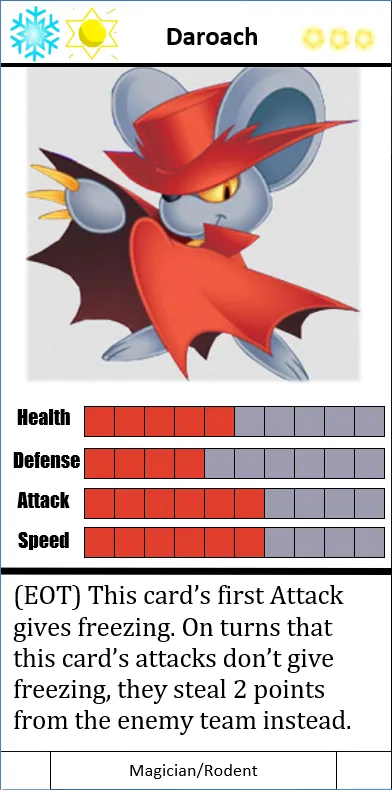 Daroach
Health
Defense
Attack
Speed
(EOT) This card’s first Attack
gives freezing. On turns that
this card’s attacks don’t give
freezing, they steal 2 points
from the enemy team instead.
Magician/Rodent